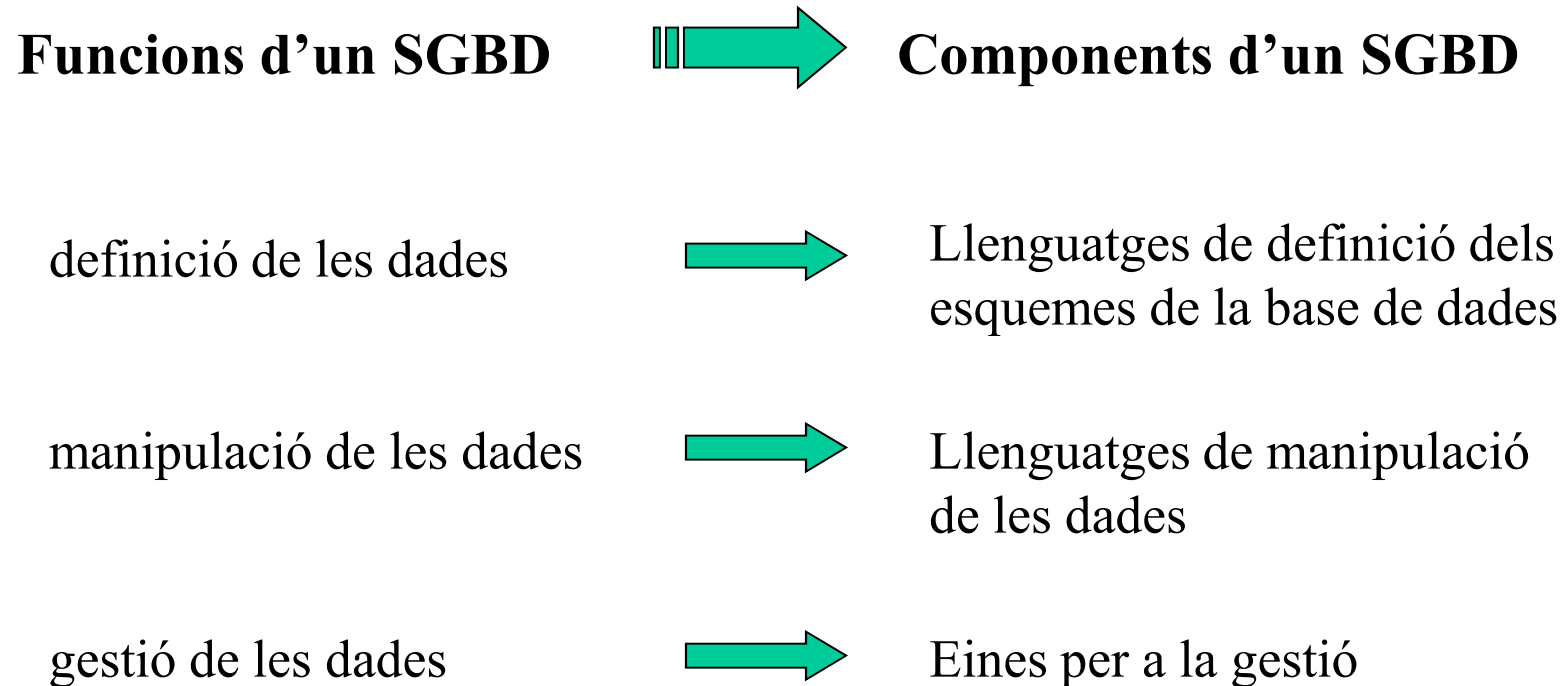 Funcions d’un SGBD
Components d’un SGBD
definició de les dades
Llenguatges de definició dels
esquemes de la base de dades
manipulació de les dades
Llenguatges de manipulació
de les dades
gestió de les dades
Eines per a la gestió